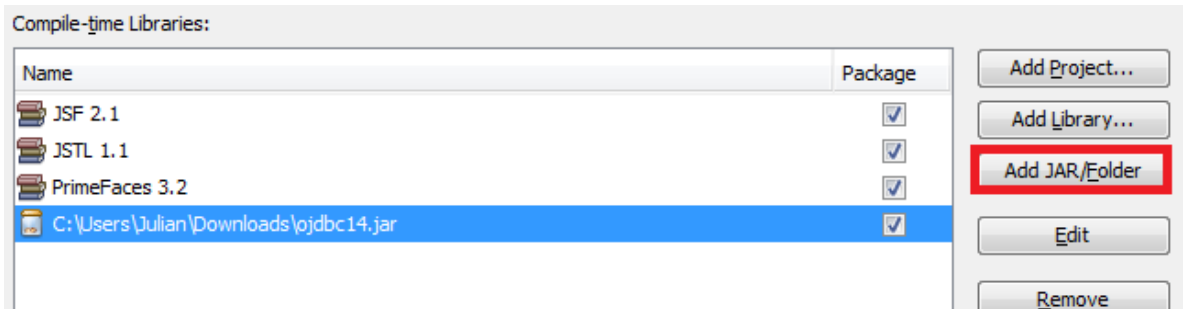 Compile-time Libraries:
Name Package Add Project...
JSF 2.1
Add Library...
JSTL 1.1
Add JAR/Folder
PrimeFaces 3.2
C:\Users\Julian\Downloads\ojdbc14.jar
Edit
Remove